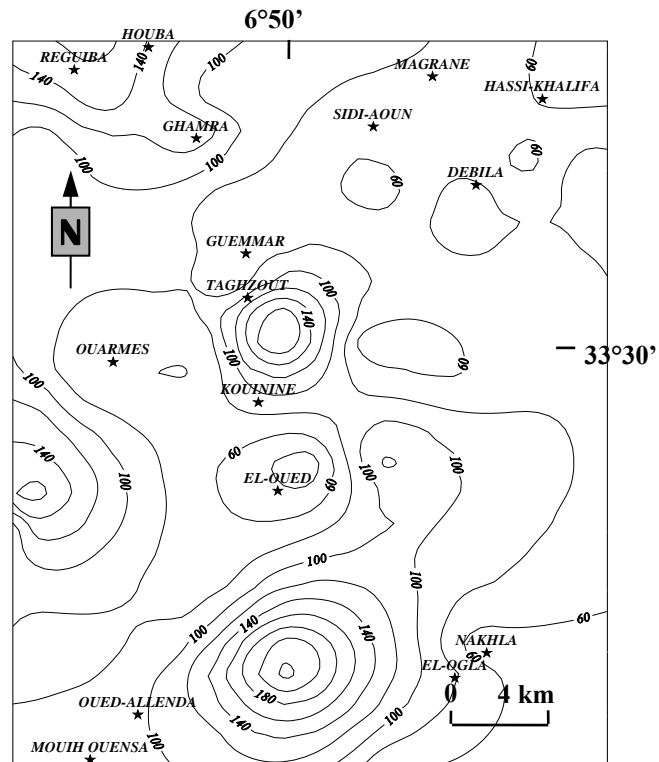 6°50’
HOUBA
REGUIBA
140
140
100
60
MAGRANE
HASSI-KHALIFA
SIDI-AOUN
GHAMRA
100
100
60
60
DEBILA
N
GUEMMAR
TAGHZOUT
100
140
OUARMES
100
60
33°30’
100
KOUININE
140
60
100
100
100
EL-OUED
60
100
100
60
100
140
140
NAKHLA
60
EL-OGLA
180
0 4 km
OUED-ALLENDA
140
100
100
MOUIH OUENSA